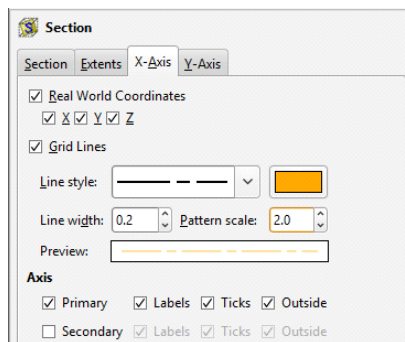 Section
Section Extents X-Axis Y-Axis
Real World Coordinates
X Y Z
Grid Lines
Line style:
Line width: 0.2 Pattern scale: 2.0
Preview:
Axis
Primary Labels Ticks Outside
Secondary Labels Ticks Outside